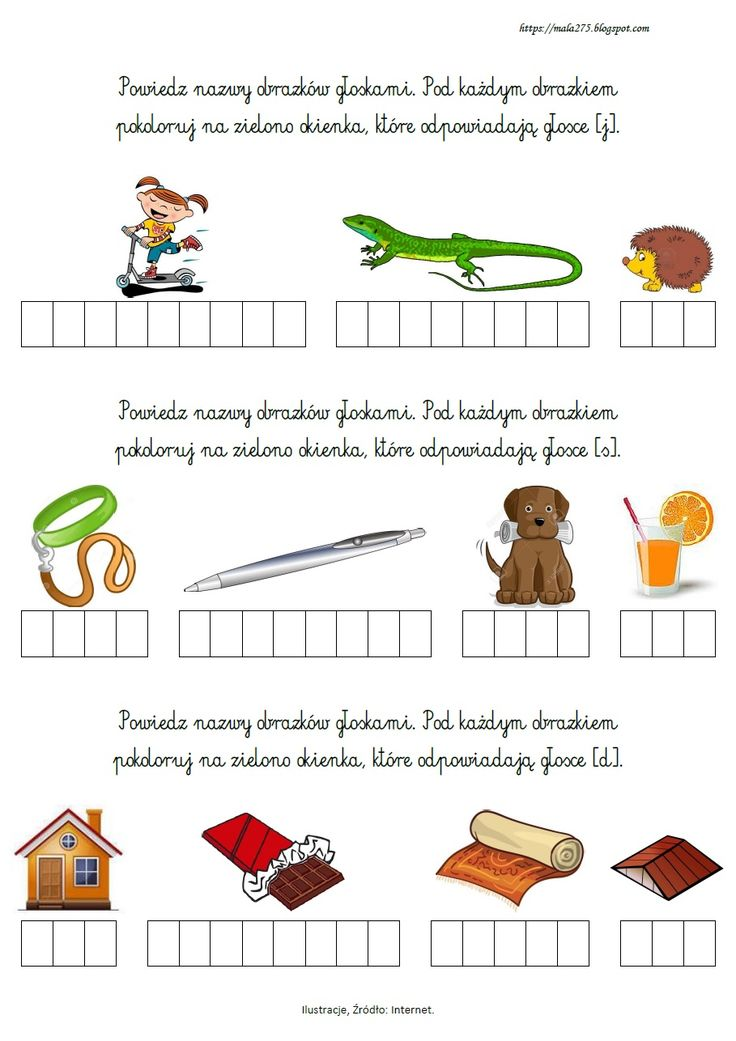 https://mala275.blogspot.com
Powiedz nazwy obrazków głoskami. Pod każdym obrazkiem
pokoloruj na zielono okienka, które odpowiadają głosce [j].
Powiedz nazwy obrazków głoskami. Pod każdym obrazkiem
pokoloruj na zielono okienka, które odpowiadają głosce [s].
Powiedz nazwy obrazków głoskami. Pod każdym obrazkiem
pokoloruj na zielono okienka, które odpowiadają głosce [d].
Ilustracje, Źródło: Internet.